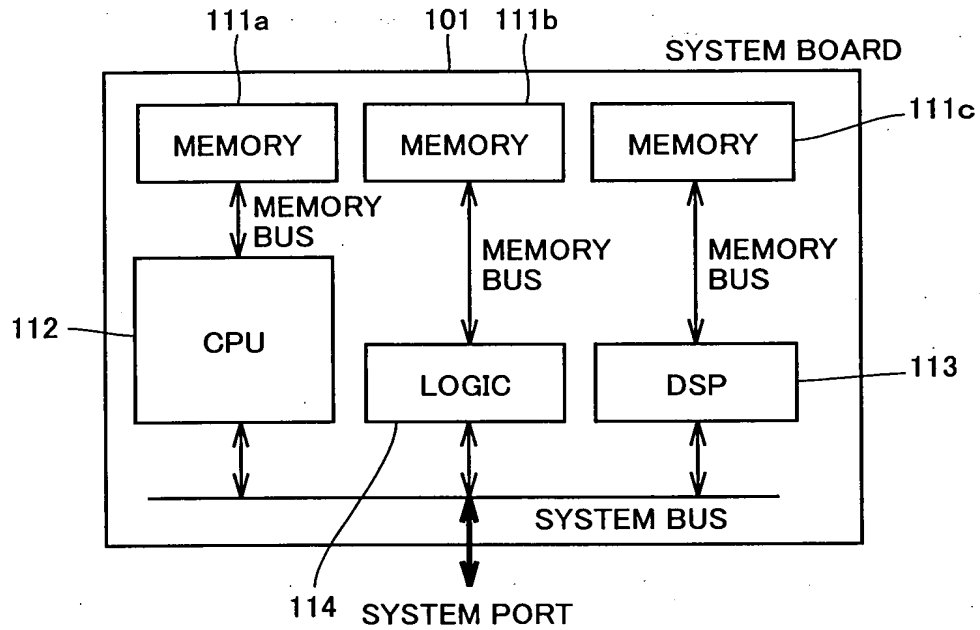 111a
101
111b
SYSTEM BOARD
111c
MEMORY
MEMORY
MEMORY
MEMORY
BUS
MEMORY
BUS
MEMORY
BUS
112
CPU
LOGIC
DSP
113
SYSTEM BUS
114
SYSTEM PORT